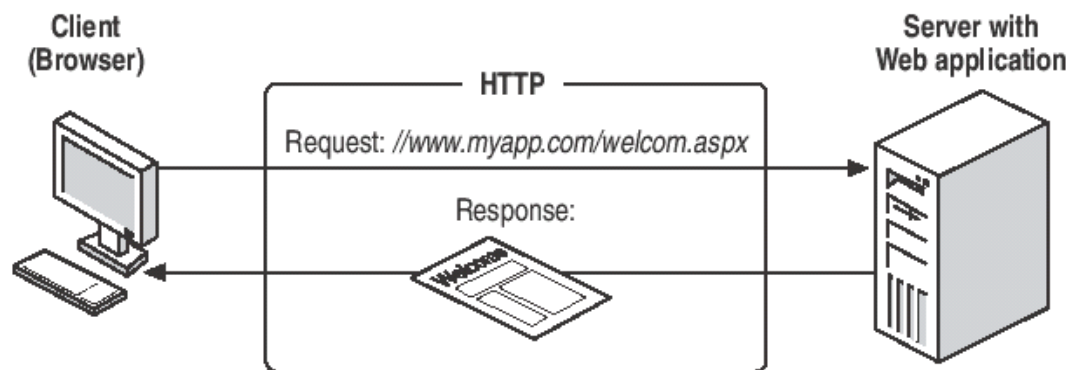 Client
(Browser)
Server with
Web application
HTTP
Request: //www.myapp.com/welcom.aspx
Response:
Welcome